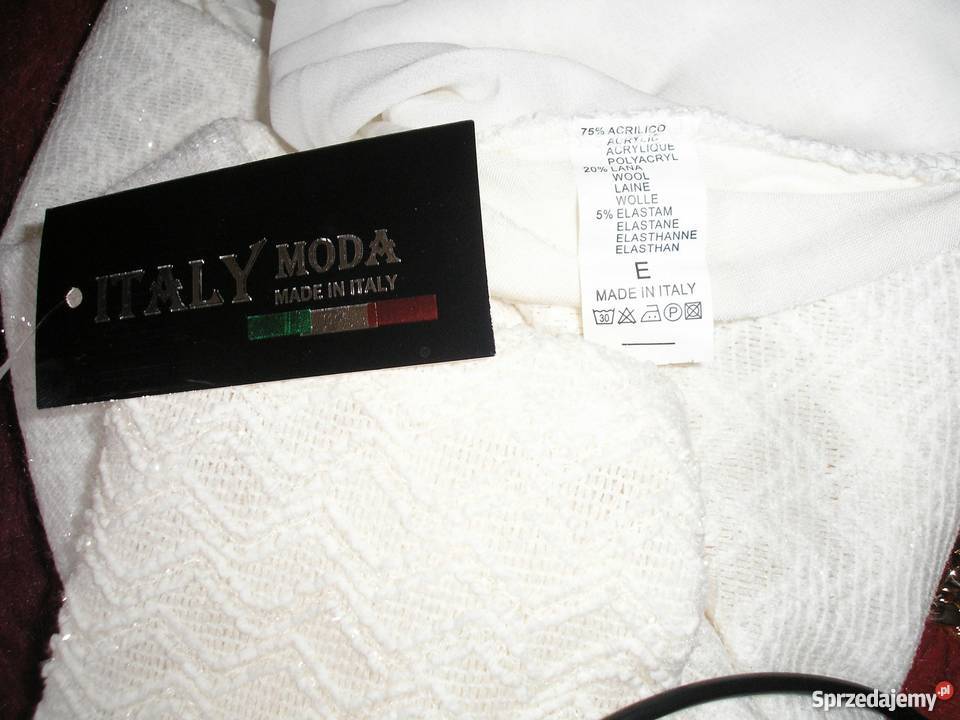 ITALY MODA
MADE IN ITALY
75% ACRILICO
ACRYLIC
ACRYLIQUE
POLYACRYL
20% LANA
WOOL
LAINE
WOLLE
5% ELASTAM
ELASTANE
ELASTHANNE
ELASTHAN
E
MADE IN ITALY
30 P
Sprzedajemy.pl